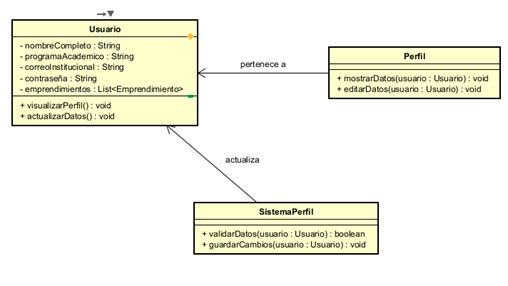 Usuario
- nombreCompleto : String
- programaAcademico : String
- correoInstitucional : String
- contraseña : String
- emprendimientos : List<Emprendimiento>
+ visualizarPerfil() : void
+ actualizarDatos() : void
pertenece a
Perfil
+ mostrarDatos(usuario : Usuario) : void
+ editarDatos(usuario : Usuario) : void
actualiza
SistemaPerfil
+ validarDatos(usuario : Usuario) : boolean
+ guardarCambios(usuario : Usuario) : void